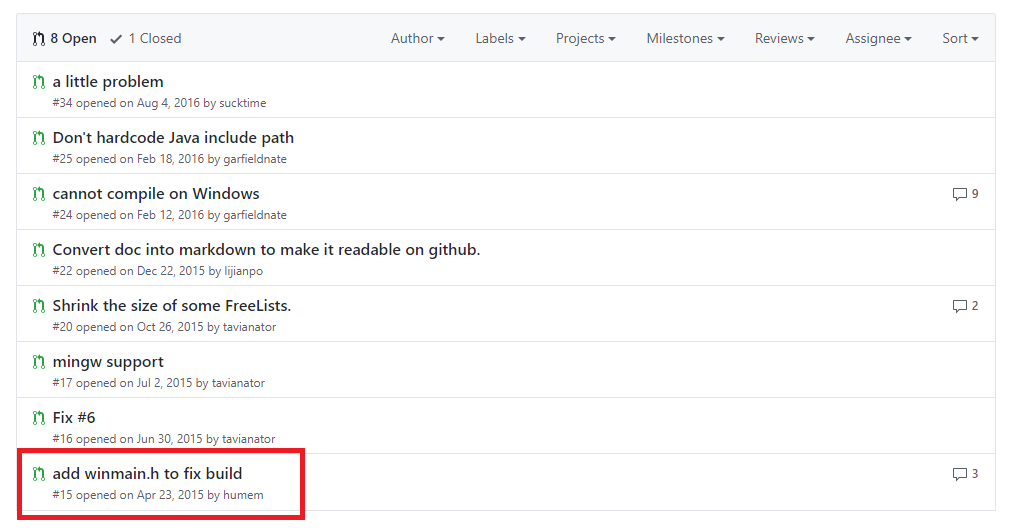 8 Open 1 Closed Author Labels Projects Milestones Reviews Assignee Sort
a little problem
#34 opened on Aug 4, 2016 by sucktime
Don't hardcode Java include path
#25 opened on Feb 18, 2016 by garfieldnate
cannot compile on Windows 9
#24 opened on Feb 12, 2016 by garfieldnate
Convert doc into markdown to make it readable on github.
#22 opened on Dec 22, 2015 by lijianpo
Shrink the size of some FreeLists. 2
#20 opened on Oct 26, 2015 by tavianator
mingw support
#17 opened on Jul 2, 2015 by tavianator
Fix #6
#16 opened on Jun 30, 2015 by tavianator
add winmain.h to fix build 3
#15 opened on Apr 23, 2015 by humem